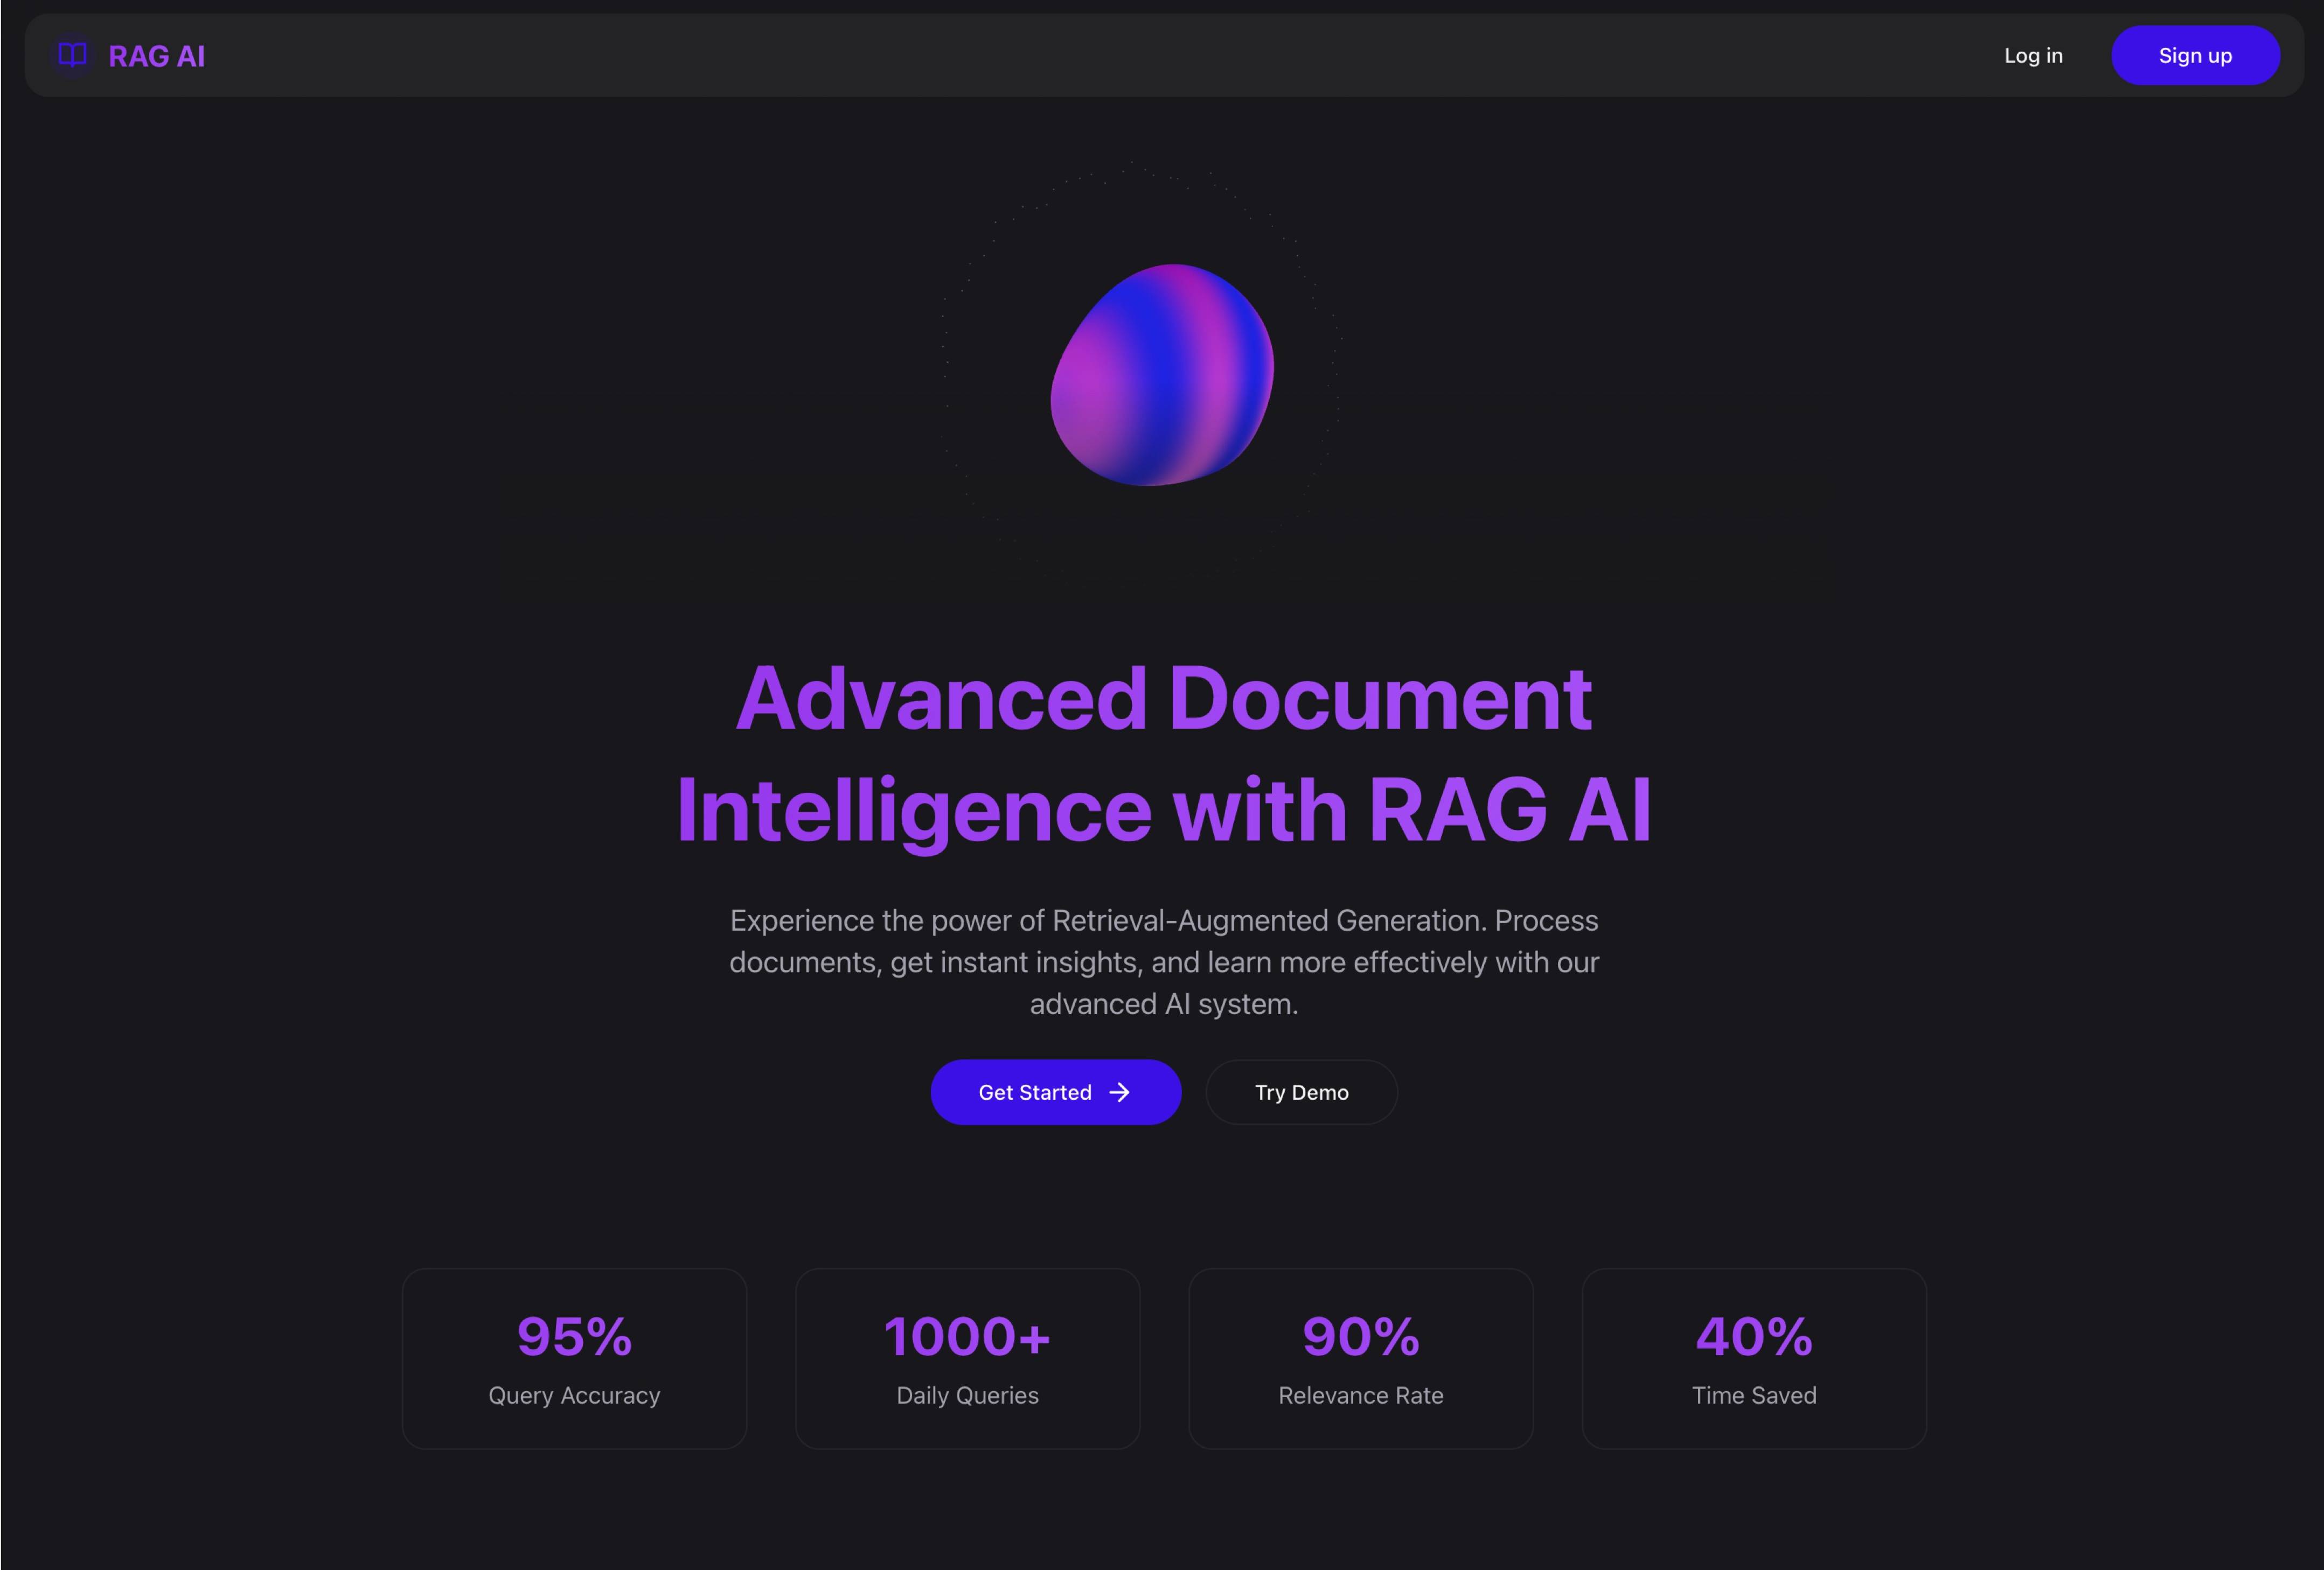 RAG AI
Log in
Sign up
Advanced Document
Intelligence with RAG AI
Experience the power of Retrieval-Augmented Generation. Process
documents, get instant insights, and learn more effectively with our
advanced AI system.
Get Started
Try Demo
95%
Query Accuracy
1000+
Daily Queries
90%
Relevance Rate
40%
Time Saved